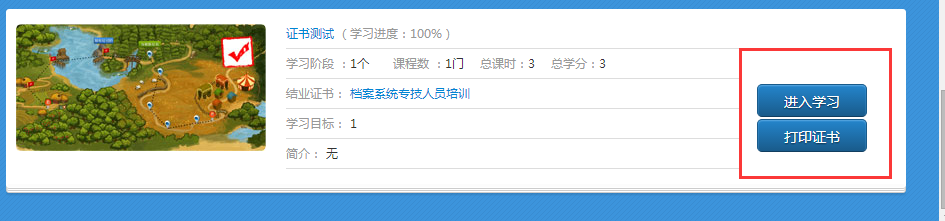 证书测试 （ 学习进度：100% ）
学习阶段 ：1个 课程数 ：1门 总课时：3 总学分：3
结业证书： 档案系统专技人员培训
学习目标： 1
简介： 无
进入学习
打印证书